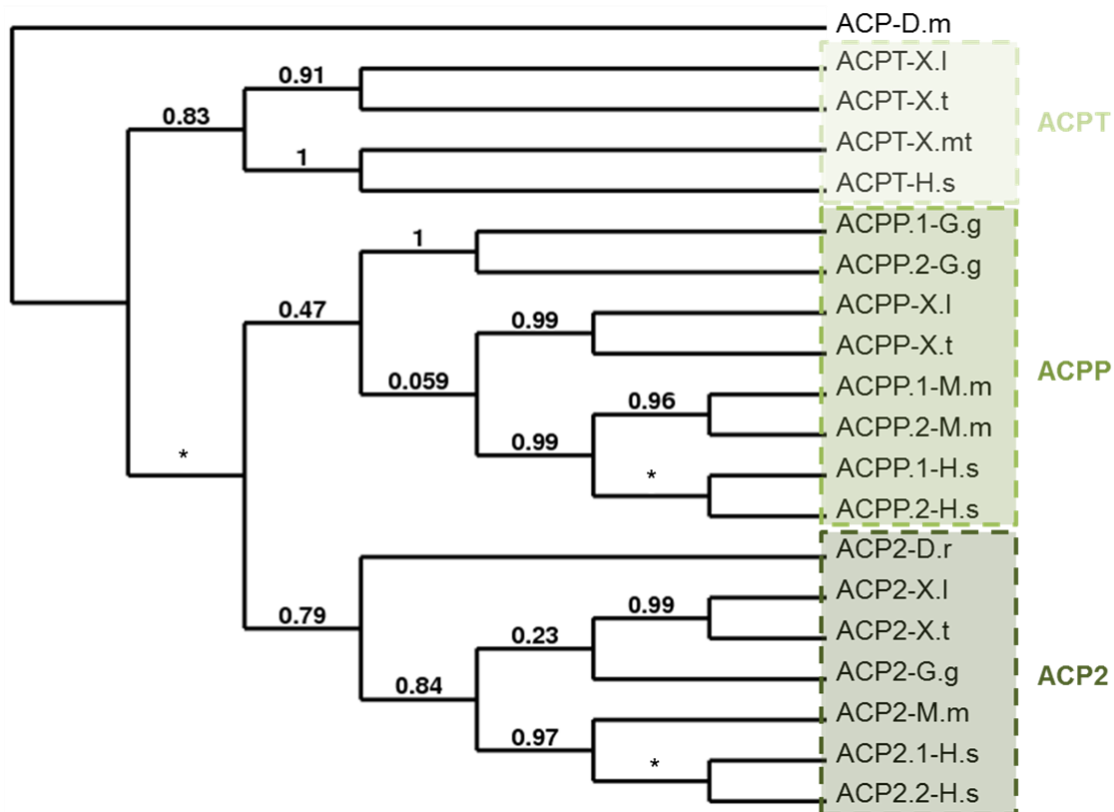 ACP-D.m
ACPT-X.l
0.91
ACPT-X.t
0.83
ACPT
ACPT-X.mt
1
ACPT-H.s
ACPP.1-G.g
1
ACPP.2-G.g
0.47
ACPP-X.l
0.99
ACPP-X.t
0.059
ACPP
ACPP.1-M.m
0.96
ACPP.2-M.m
0.99
*
ACPP.1-H.s
*
ACPP.2-H.s
ACP2-D.r
ACP2-X.l
0.99
0.79
ACP2-X.t
0.23
ACP2-G.g
ACP2
0.84
ACP2-M.m
0.97
ACP2.1-H.s
*
ACP2.2-H.s